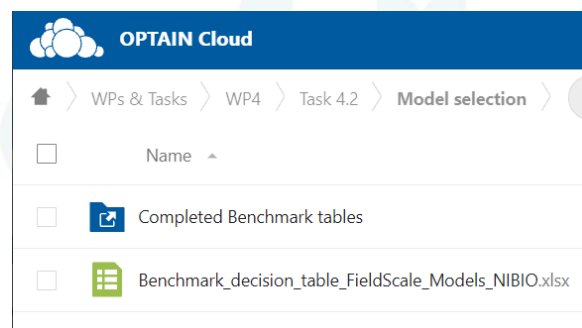 OPTAIN Cloud
WPs & Tasks WP4 Task 4.2 Model selection
Name
Completed Benchmark tables
Benchmark_decision_table_FieldScale_Models_NIBIO.xlsx